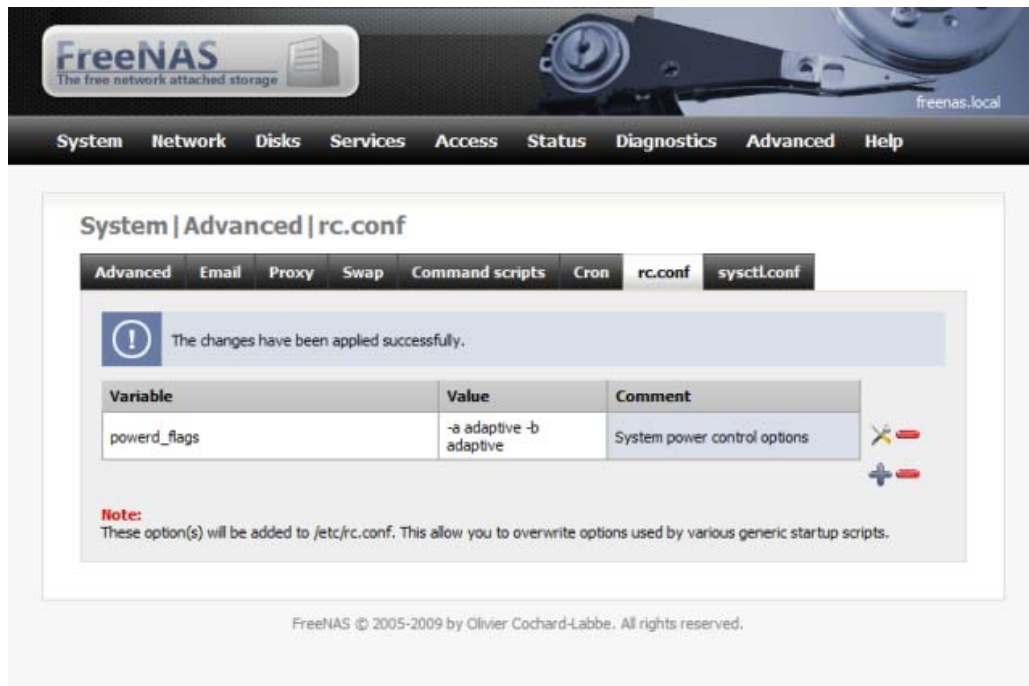 FreeNAS
The free network attached storage
freenas.local
System Network Disks Services Access Status Diagnostics Advanced Help
System|Advanced|rc.conf
Advanced Email Proxy Swap Command scripts Cron rc.conf sysctl.conf
The changes have been applied successfully.
Variable Value Comment
powerd_flags -a adaptive -b System power control options
adaptive
Note:
These option(s) will be added to /etc/rc.conf. This allow you to overwrite options used by various generic startup scripts.
FreeNAS © 2005-2009 by Olivier Cochard-Labbe. All rights reserved.